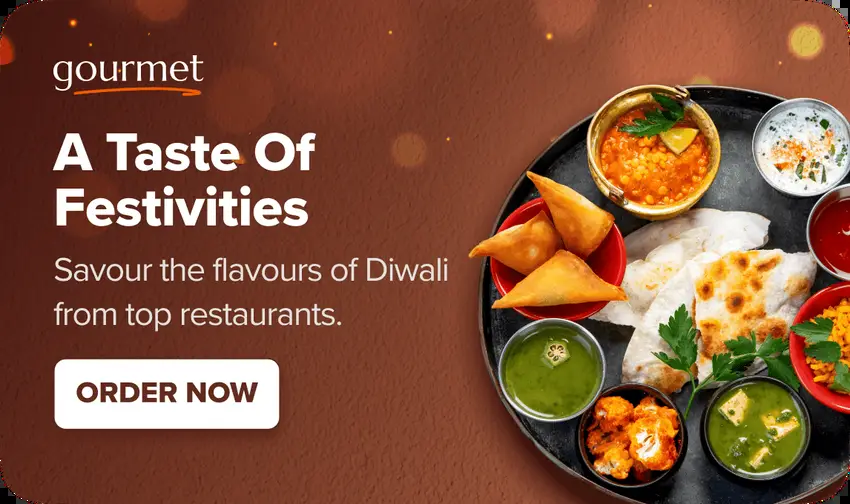 gourmet
A Taste Of
Festivities
Savour the flavours of Diwali
from top restaurants.
ORDER NOW